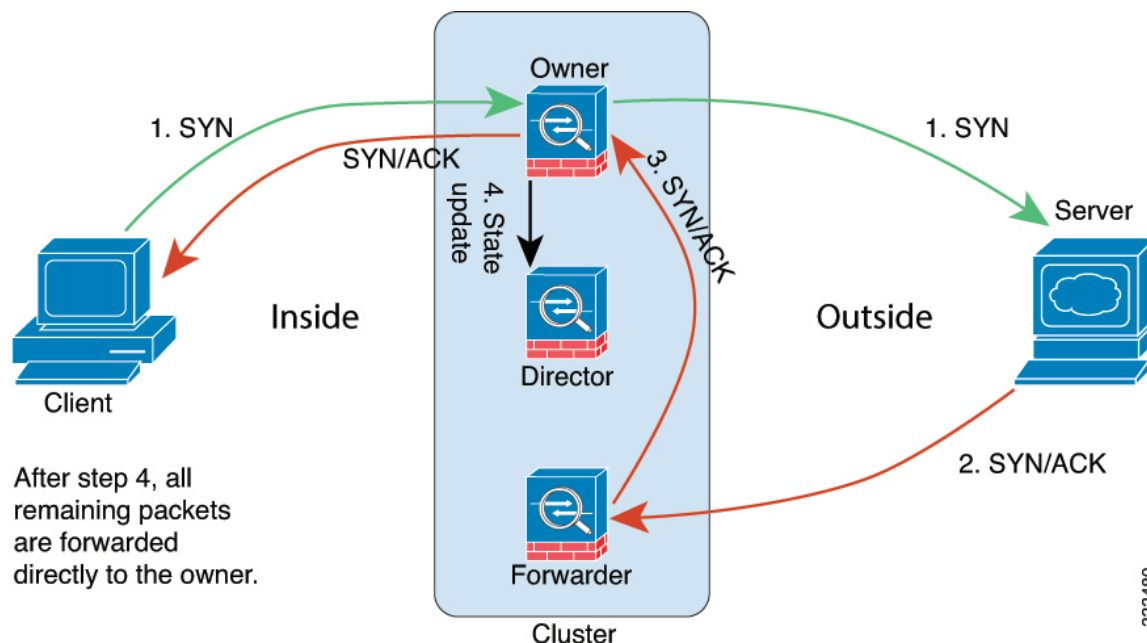 Owner
1. SYN
1. SYN
SYN/ACK
3. SYN/ACK
4. State
update
Server
Inside
Outside
Director
Client
2. SYN/ACK
After step 4, all
remaining packets
are forwarded
directly to the owner.
Forwarder
Cluster